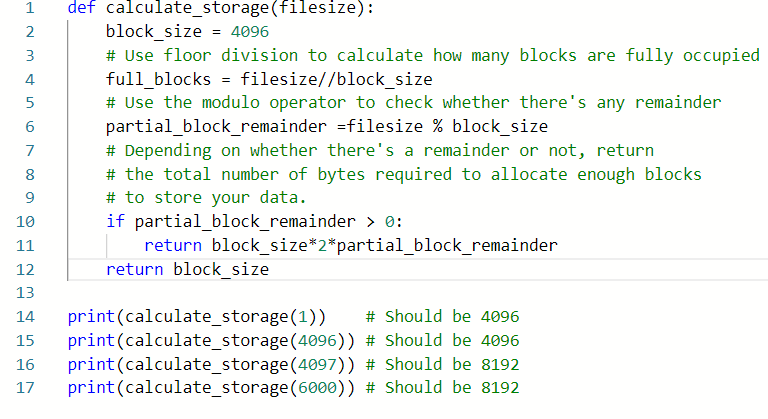 1 def calculate_storage(filesize):
2 block_size = 4096
3 # Use floor division to calculate how many blocks are fully occupied
4 full_blocks = filesize//block_size
5 # Use the modulo operator to check whether there's any remainder
6 partial_block_remainder =filesize % block_size
7 # Depending on whether there's a remainder or not, return
8 # the total number of bytes required to allocate enough blocks
9 # to store your data.
10 if partial_block_remainder > 0:
11 return block_size*2*partial_block_remainder
12 return block_size
13
14 print(calculate_storage(1))    # Should be 4096
15 print(calculate_storage(4096)) # Should be 4096
16 print(calculate_storage(4097)) # Should be 8192
17 print(calculate_storage(6000)) # Should be 8192